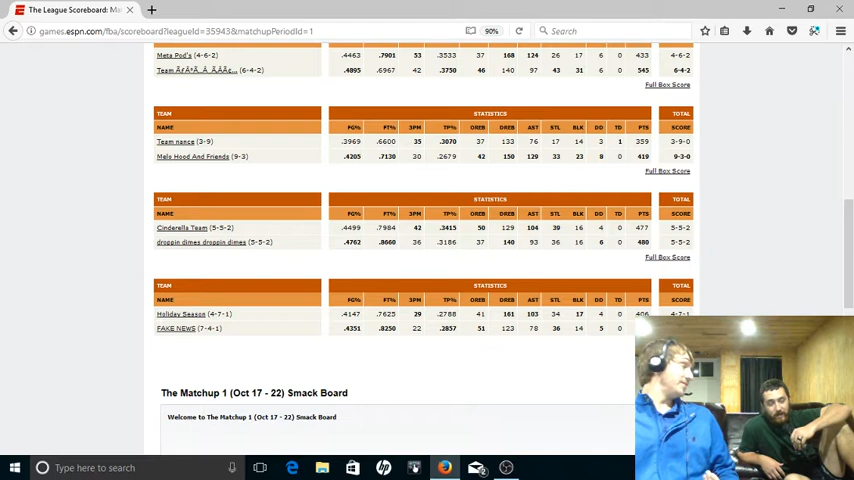 The League Scoreboard: Mat
games.espn.com/fba/scoreboard?leagueId=35943&matchupPeriodId=1
90%
Search
Meta Pod's (4-6-2) .4463 .7901 53 .3533 37 168 124 26 17 6 0 433 4-6-2
(6-4-2) .4895 .6967 42 .3750 46 140 97 43 31 6 0 545 6-4-2
Full Box Score
TEAM STATISTICS TOTAL
NAME FG% FT% 3PM TP% OREB DREB AST STL BLK DD TD PTS SCORE
Team nance (3-9) .3969 .6600 35 .3070 37 133 76 17 14 3 1 359 3-9-0
Melo Hood And Friends (9-3) .4205 .7130 30 .2679 42 150 129 33 23 8 0 419 9-3-0
Full Box Score
TEAM STATISTICS TOTAL
NAME FG% FT% 3PM TP% OREB DREB AST STL BLK DD TD PTS SCORE
Cinderella Team (5-5-2) .4499 .7984 42 .3415 50 129 104 39 16 4 0 477 5-5-2
droppin dimes droppin dimes (5-5-2) .4762 .8660 36 .3186 37 140 93 36 16 6 0 480 5-5-2
Full Box Score
TEAM STATISTICS TOTAL
NAME FG% FT% 3PM TP% OREB DREB AST STL BLK DD TD PTS SCORE
Holiday Season (4-7-1) .4147 .7625 29 .2788 41 161 103 34 17 4 0 406 4-7-1
FAKE NEWS (7-4-1) .4351 .8250 22 .2857 51 123 78 36 14 5
The Matchup 1 (Oct 17 - 22) Smack Board
Welcome to The Matchup 1 (Oct 17 - 22) Smack Board
Type here to search